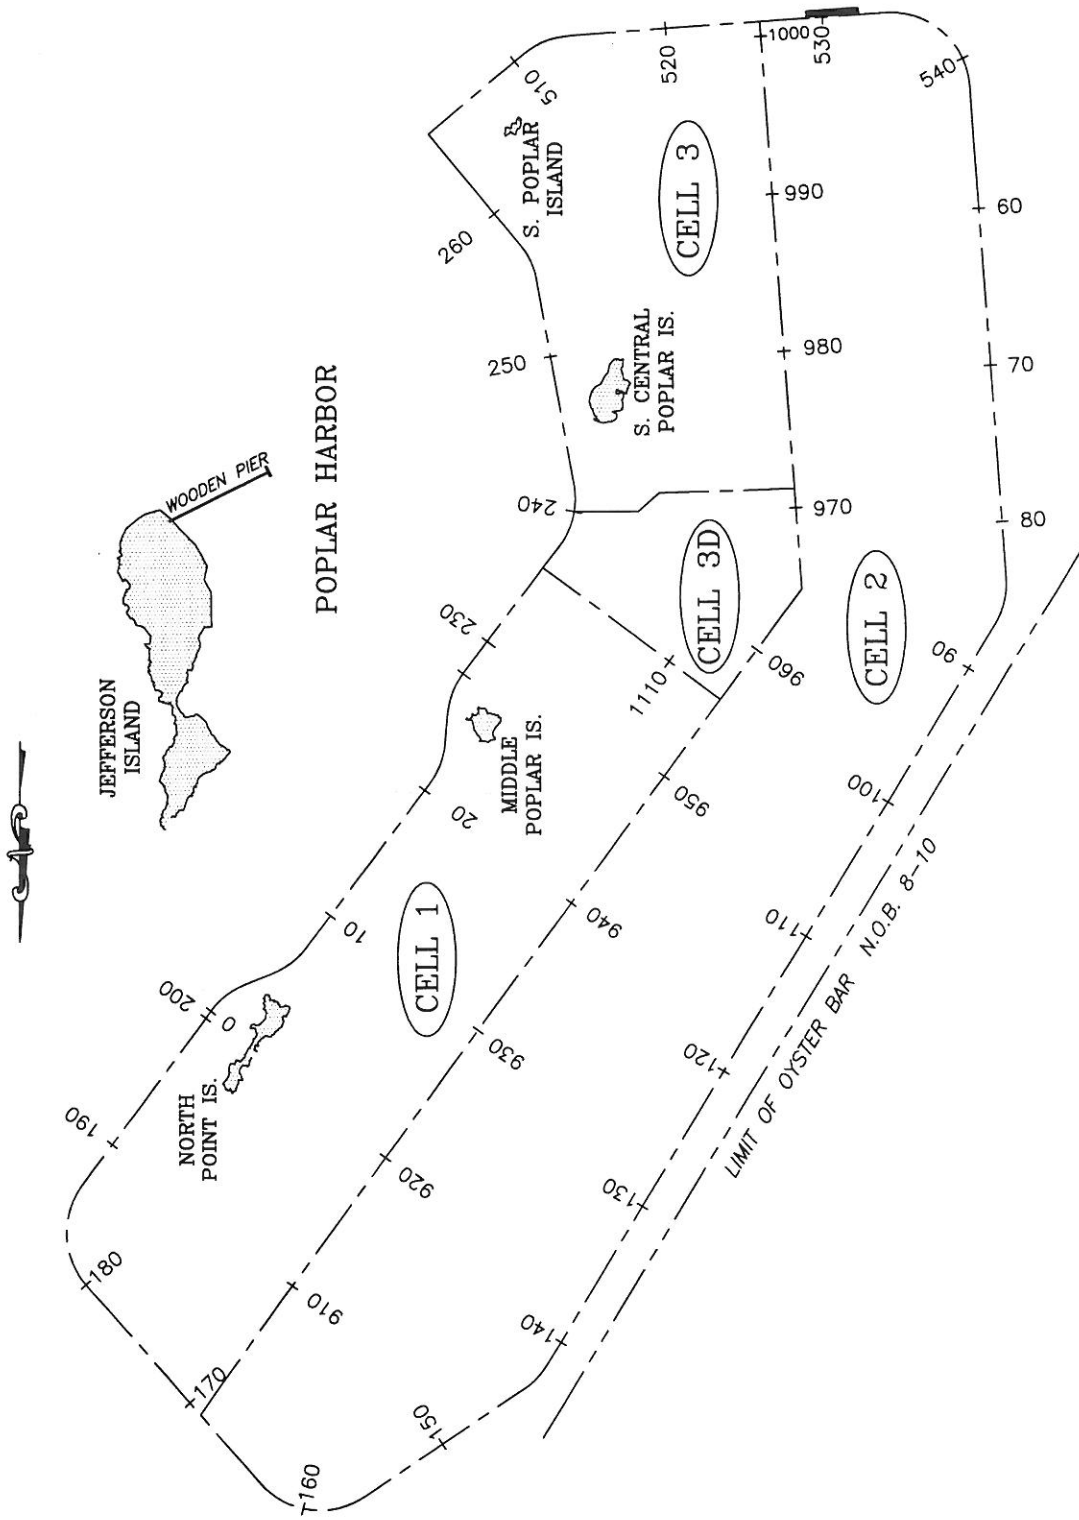 JEFFERSON
ISLAND
WOODEN PIER
POPLAR HARBOR
NORTH
POINT IS.
MIDDLE
POPLAR IS.
S. CENTRAL
POPLAR IS.
S. POPLAR
ISLAND
CELL 1
CELL 2
CELL 3
CELL 3D
LIMIT OF OYSTER BAR N.O.B. 8-10
0
10
20
230
240
250
260
510
520
530
540
60
70
80
90
100
110
120
130
140
150
160
170
180
190
200
910
920
930
940
950
960
970
980
990
1000
1110